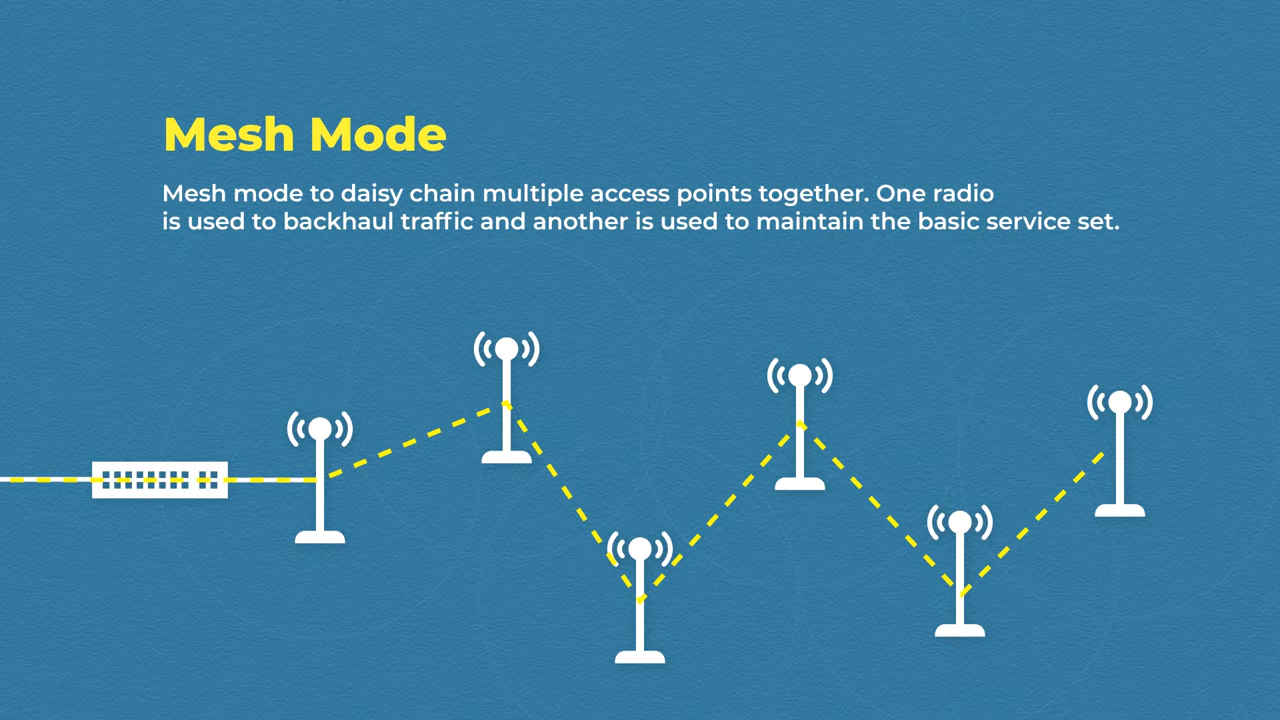 Mesh Mode
Mesh mode to daisy chain multiple access points together. One radio
is used to backhaul traffic and another is used to maintain the basic service set.